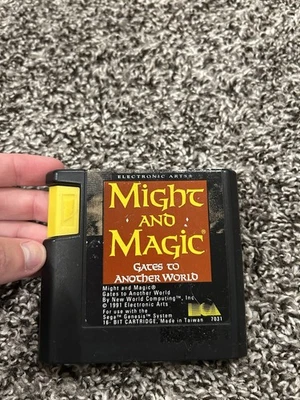 ELECTRONIC ARTS®
MIGHT
AND
MAGIC®
GATES TO
ANOTHER WORLD
Might and Magic®
Gates to Another World
By New World Computing™, Inc.
© 1991 Electronic Arts
For use with the
Sega™ Genesis™ System
16- BIT CARTRIDGE, Made in Taiwan 7031
EOA